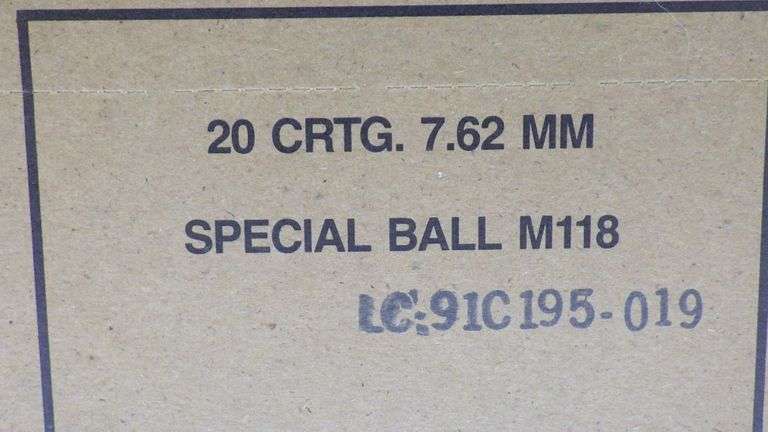 20 CRTG. 7.62 MM
SPECIAL BALL M118
LC-91C195-019